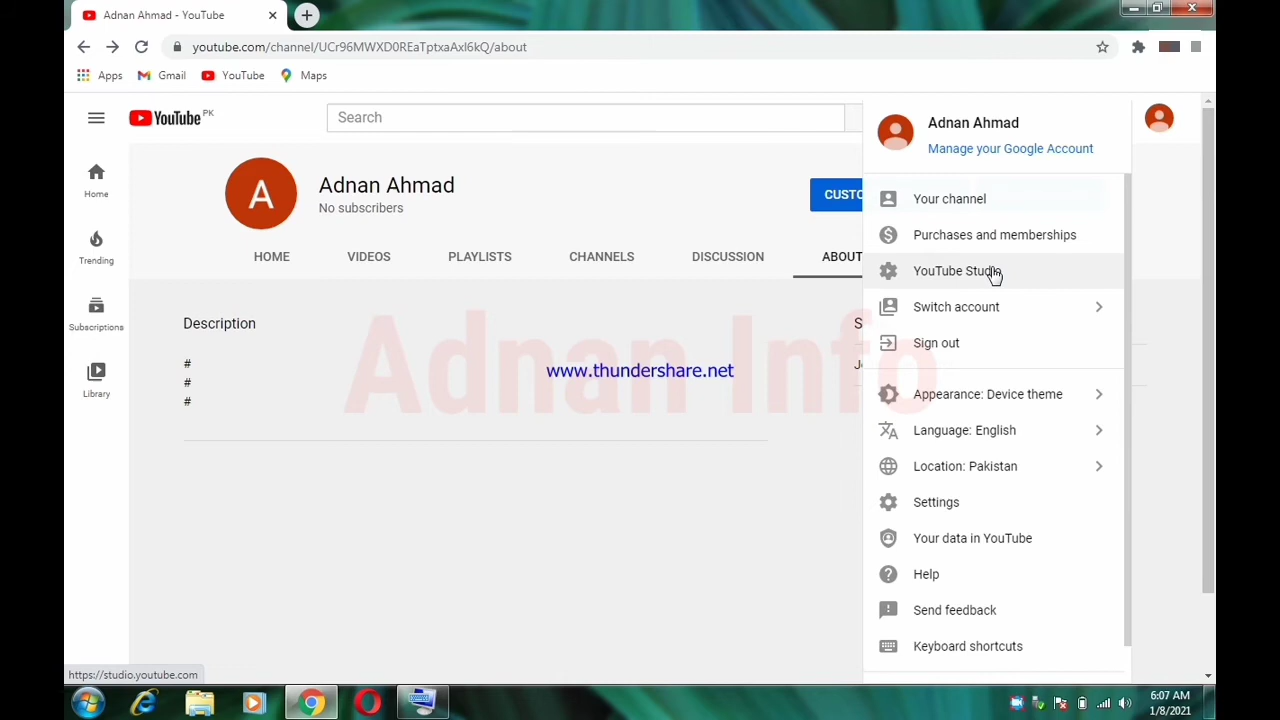 Adnan Ahmad - YouTube
youtube.com/channel/UCr96MWXD0REaTptxaAxl6kQ/about
Apps Gmail YouTube Maps
YouTube PK
Search
Home
Trending
Subscriptions
Library
A
Adnan Ahmad
No subscribers
CUSTO
HOME VIDEOS PLAYLISTS CHANNELS DISCUSSION ABOUT
Description
#
#
#
S
Jo
Adnan Info
www.thundershare.net
Adnan Ahmad
Manage your Google Account
Your channel
Purchases and memberships
YouTube Studio
Switch account
Sign out
Appearance: Device theme
Language: English
Location: Pakistan
Settings
Your data in YouTube
Help
Send feedback
Keyboard shortcuts
https://studio.youtube.com
6:07 AM
1/8/2021